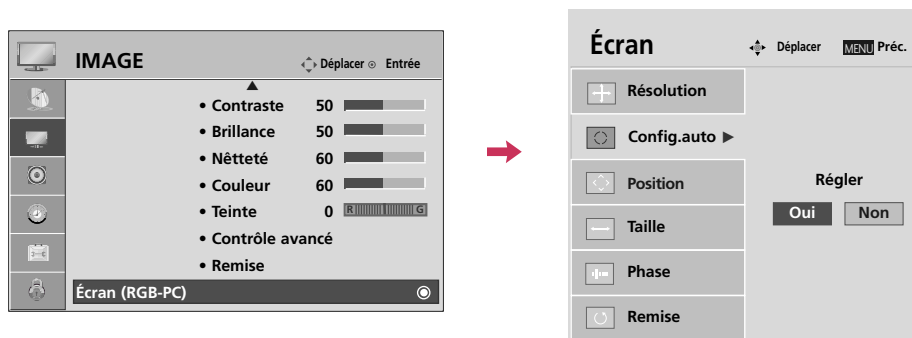 IMAGE
Déplacer
Entrée
• Contraste 50
• Brillance 50
• Nêtteté 60
• Couleur 60
• Teinte 0 R G
• Contrôle avancé
• Remise
Écran (RGB-PC)
Écran
Déplacer
MENU Préc.
Résolution
Config.auto ►
Position
Taille
Phase
Remise
Régler
Oui
Non